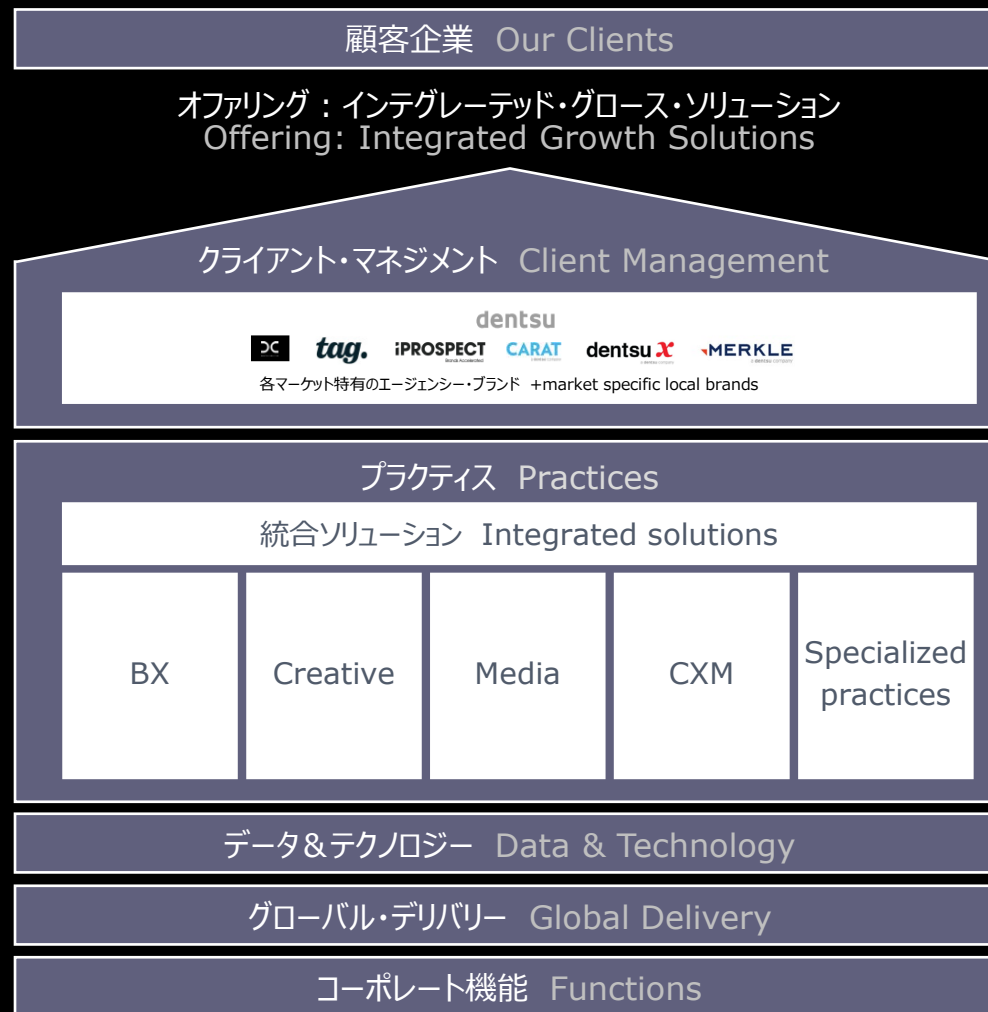 顧客企業 Our Clients
オファリング：インテグレーテッド・グロース・ソリューション
Offering: Integrated Growth Solutions
クライアント・マネジメント Client Management
dentsu
DC tag. iPROSPECT CARAT dentsu X MERKLE
各マーケット特有のエージェンシー・ブランド +market specific local brands
プラクティス Practices
統合ソリューション Integrated solutions
BX
Creative
Media
CXM
Specialized
practices
データ＆テクノロジー Data & Technology
グローバル・デリバリー Global Delivery
コーポレート機能 Functions